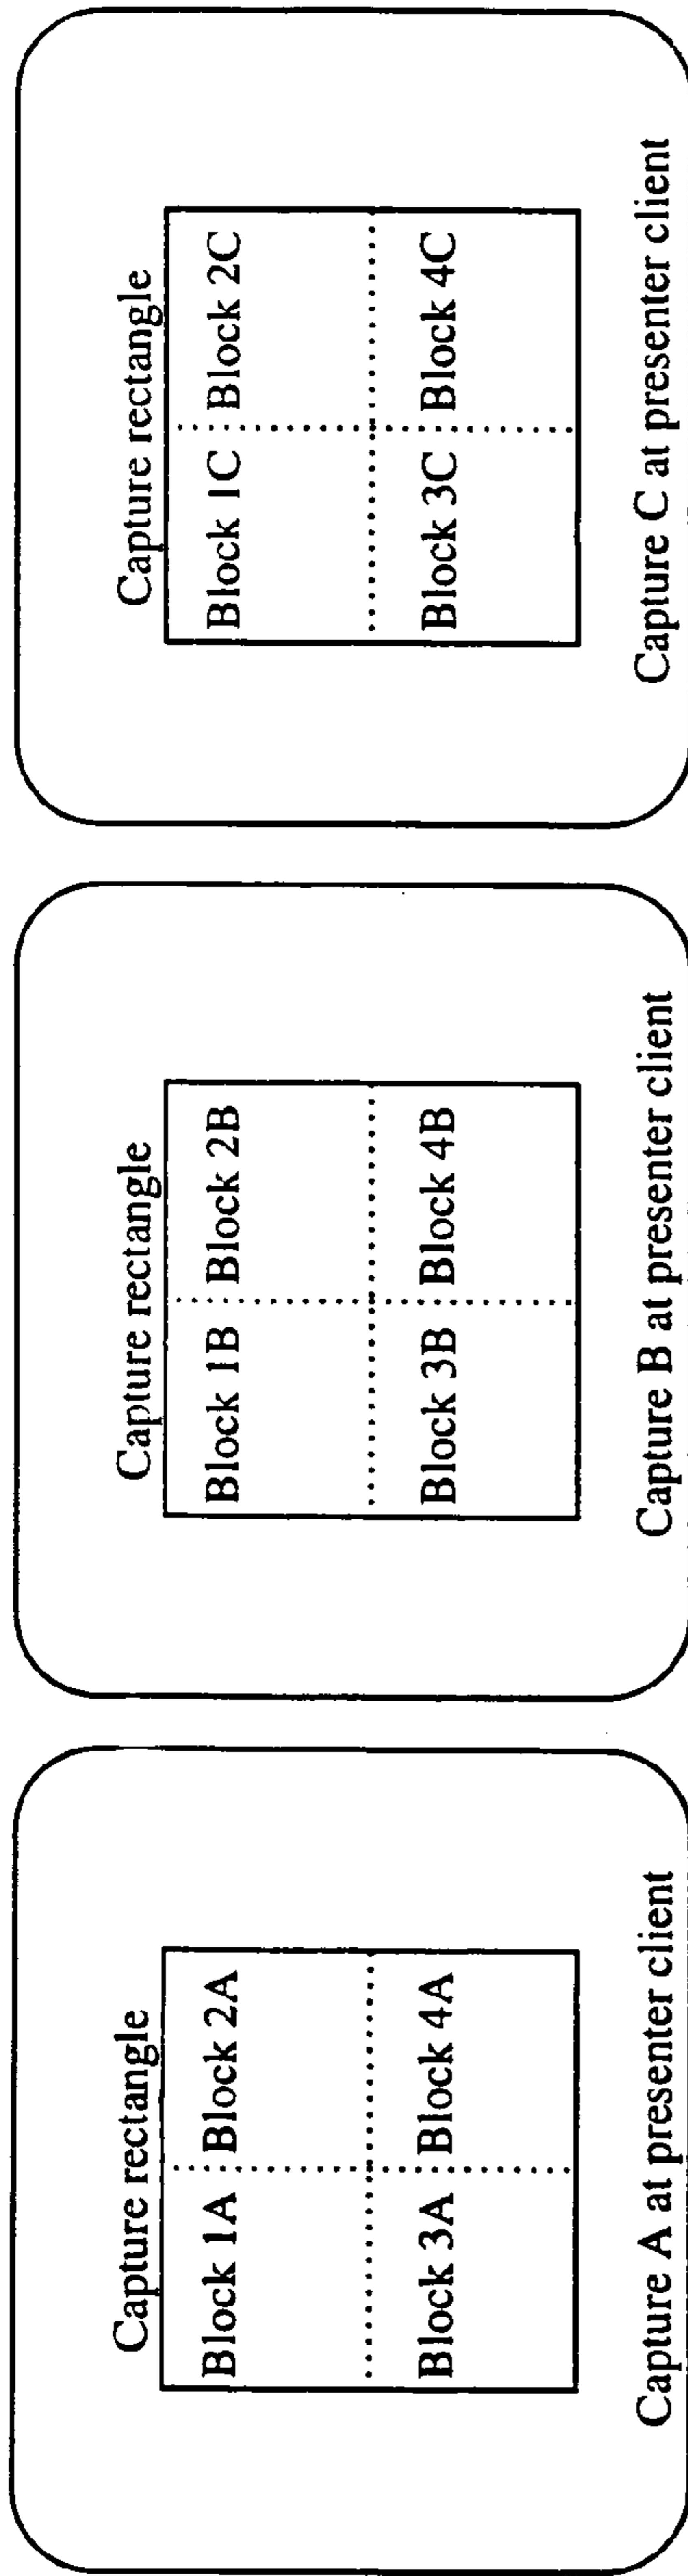 Capture rectangle
Block 1A Block 2A
Block 3A Block 4A
Capture A at presenter client
Capture rectangle
Block 1B Block 2B
Block 3B Block 4B
Capture B at presenter client
Capture rectangle
Block 1C Block 2C
Block 3C Block 4C
Capture C at presenter client